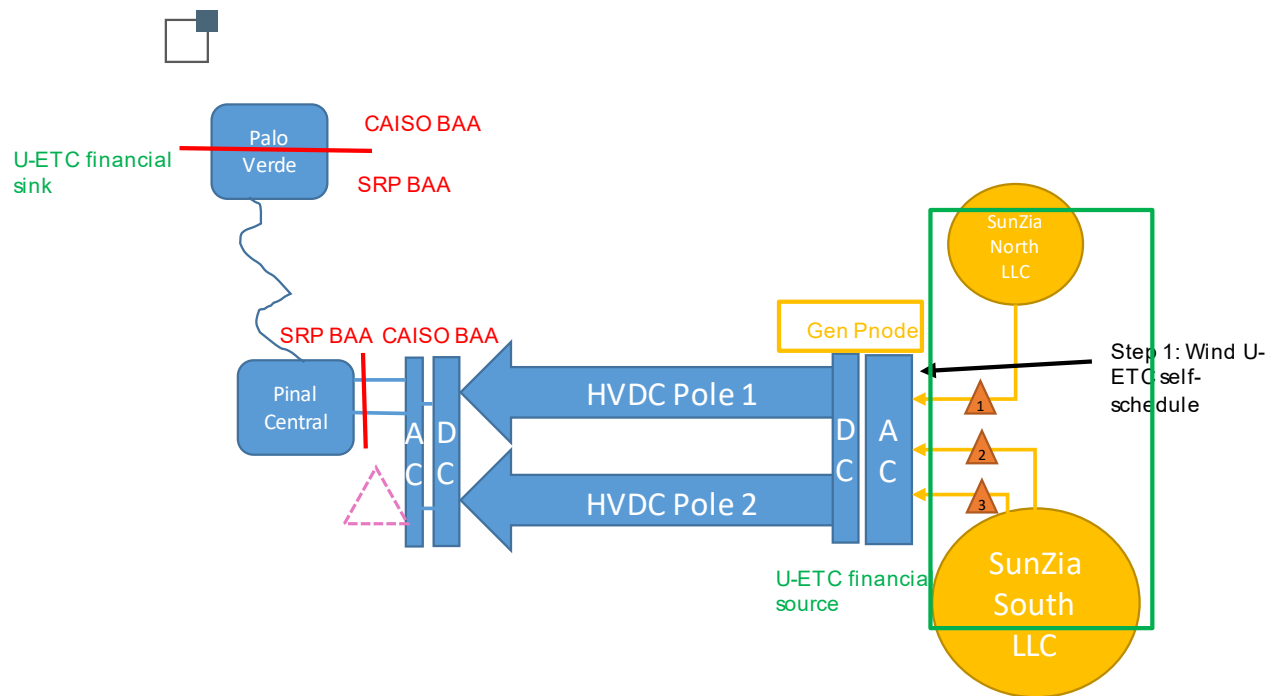 Palo
Verde
CAISO BAA
U-ETC financial
sink
SRP BAA
SunZia
North
LLC
Gen Pnode
SRP BAA
CAISO BAA
Step 1: Wind U-
ETC self-
schedule
Pinal
Central
A
C
D
C
HVDC Pole 1
D
C
A
C
1
2
3
HVDC Pole 2
U-ETC financial
source
SunZia
South
LLC